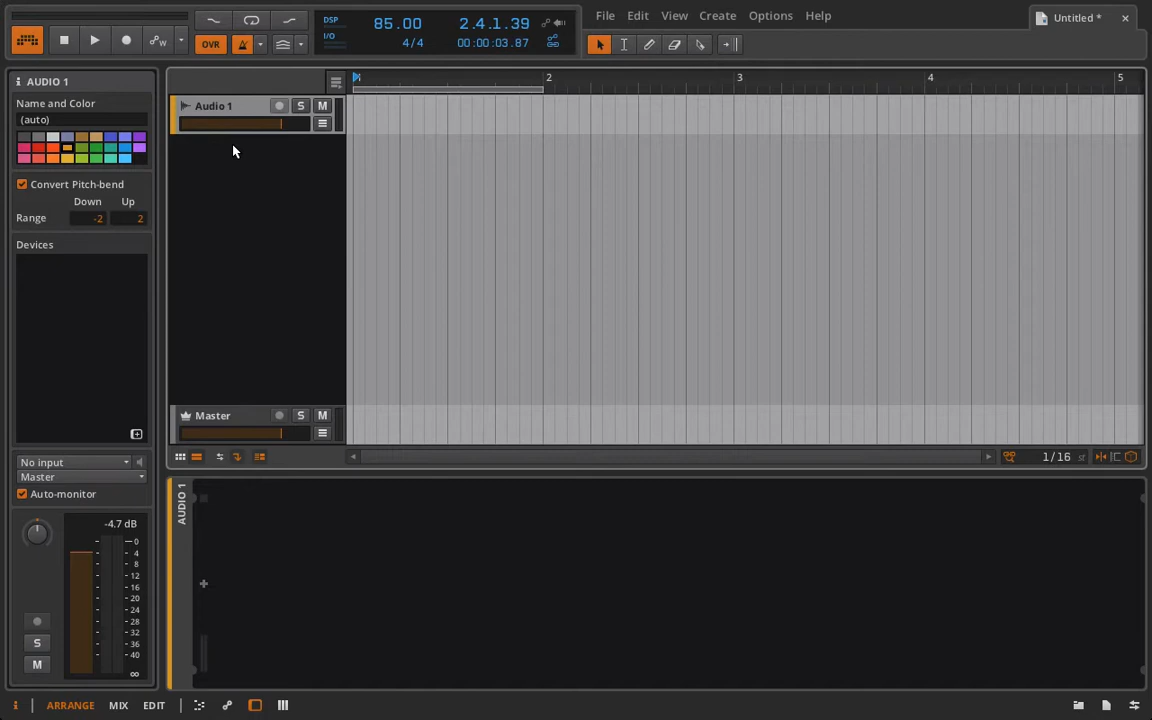 DSP
I/O
85.00
4/4
2.4.1.39
00:00:03.87
File Edit View Create Options Help
Untitled *
OVR
AUDIO 1
Name and Color
(auto)
Convert Pitch-bend
Down Up
Range -2 2
Devices
No input
Master
Auto-monitor
-4.7 dB
0
4
8
12
16
20
24
28
32
36
40
∞
S
M
2 3 4 5
Audio 1 S M
Master S M
1/16 st
AUDIO 1
ARRANGE MIX EDIT